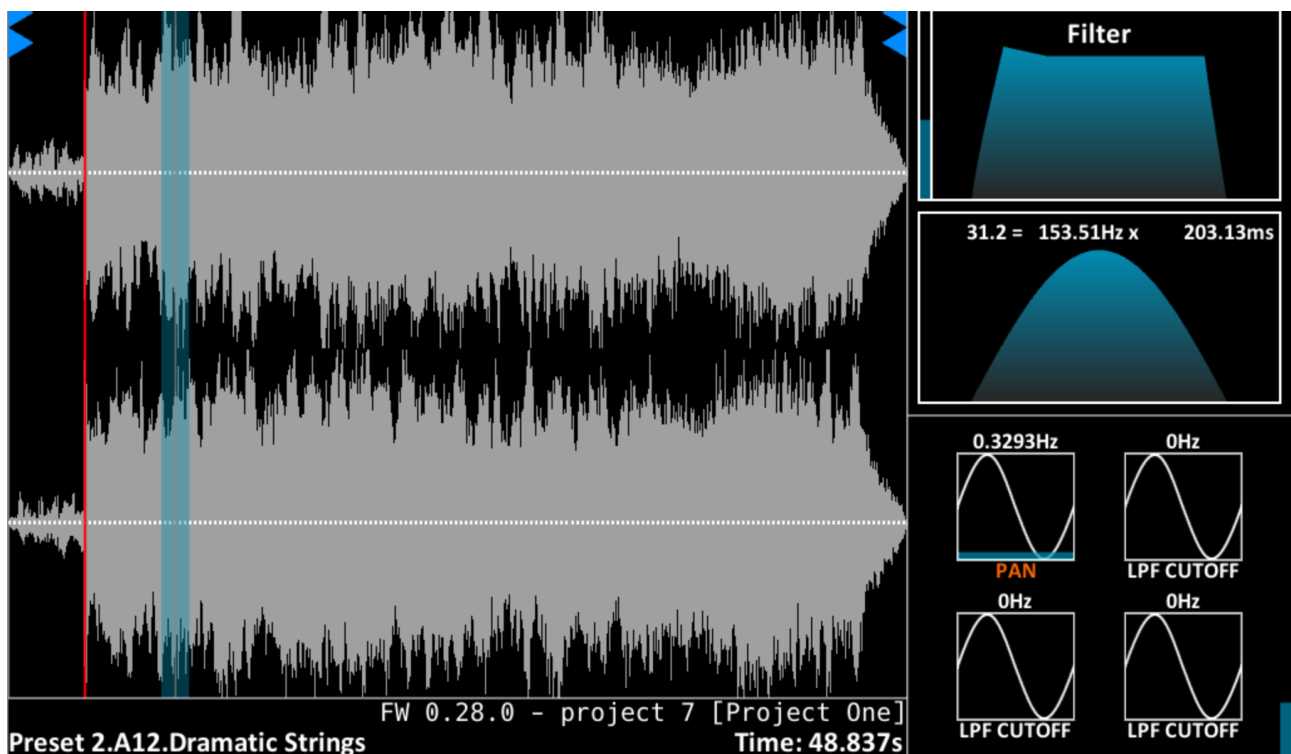 Filter
31.2 = 153.51Hz x 203.13ms
0.3293Hz 0Hz
PAN LPF CUTOFF
0Hz 0Hz
LPF CUTOFF LPF CUTOFF
FW 0.28.0 – project 7 [Project One]
Preset 2.A12.Dramatic Strings Time: 48.837s